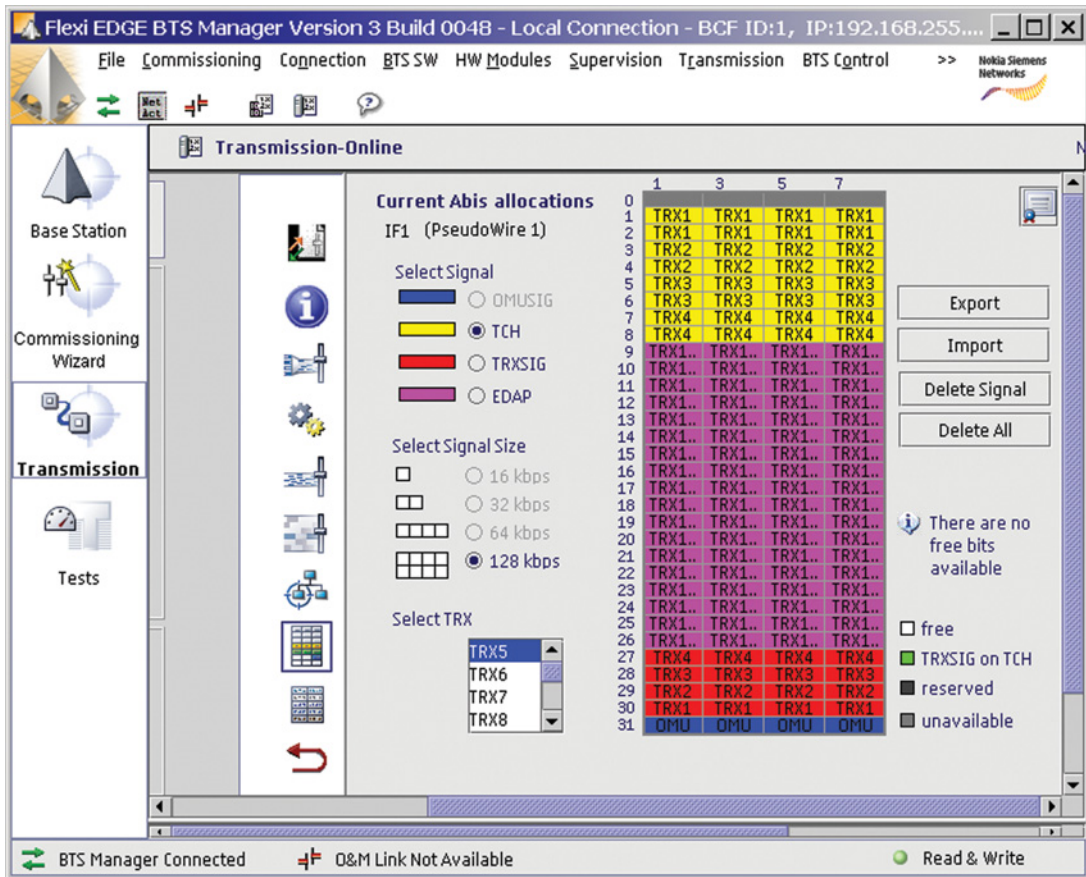 Flexi EDGE BTS Manager Version 3 Build 0048 - Local Connection - BCF ID:1, IP:192.168.255....
File Commissioning Connection BTS SW HW Modules Supervision Transmission BTS Control >>
Nokia Siemens
Networks
Net
Act
Transmission-Online
N
Base Station
Commissioning
Wizard
Transmission
Tests
Current Abis allocations
IF1 (PseudoWire 1)
Select Signal
OMUSIG
TCH
TRXSIG
EDAP
Select Signal Size
16 kbps
32 kbps
64 kbps
128 kbps
Select TRX
TRX5
TRX6
TRX7
TRX8
1 3 5 7
0
1 TRX1 TRX1 TRX1 TRX1
2 TRX1 TRX1 TRX1 TRX1
3 TRX2 TRX2 TRX2 TRX2
4 TRX2 TRX2 TRX2 TRX2
5 TRX3 TRX3 TRX3 TRX3
6 TRX3 TRX3 TRX3 TRX3
7 TRX4 TRX4 TRX4 TRX4
8 TRX4 TRX4 TRX4 TRX4
9 TRX1.. TRX1.. TRX1.. TRX1..
10 TRX1.. TRX1.. TRX1.. TRX1..
11 TRX1.. TRX1.. TRX1.. TRX1..
12 TRX1.. TRX1.. TRX1.. TRX1..
13 TRX1.. TRX1.. TRX1.. TRX1..
14 TRX1.. TRX1.. TRX1.. TRX1..
15 TRX1.. TRX1.. TRX1.. TRX1..
16 TRX1.. TRX1.. TRX1.. TRX1..
17 TRX1.. TRX1.. TRX1.. TRX1..
18 TRX1.. TRX1.. TRX1.. TRX1..
19 TRX1.. TRX1.. TRX1.. TRX1..
20 TRX1.. TRX1.. TRX1.. TRX1..
21 TRX1.. TRX1.. TRX1.. TRX1..
22 TRX1.. TRX1.. TRX1.. TRX1..
23 TRX1.. TRX1.. TRX1.. TRX1..
24 TRX1.. TRX1.. TRX1.. TRX1..
25 TRX1.. TRX1.. TRX1.. TRX1..
26 TRX1.. TRX1.. TRX1.. TRX1..
27 TRX4 TRX4 TRX4 TRX4
28 TRX3 TRX3 TRX3 TRX3
29 TRX2 TRX2 TRX2 TRX2
30 TRX1 TRX1 TRX1 TRX1
31 OMU OMU OMU OMU
Export
Import
Delete Signal
Delete All
There are no
free bits
available
free
TRXSIG on TCH
reserved
unavailable
BTS Manager Connected O&M Link Not Available Read & Write